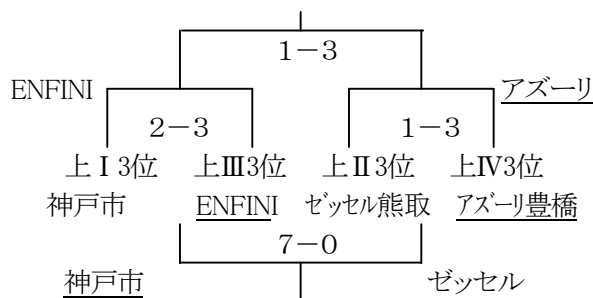 1－3
ENFINI アズーリ
2－3 1－3
上Ⅰ3位 上Ⅲ3位 上Ⅱ3位 上Ⅳ3位
神戸市 ENFINI ゼッセル熊取 アズーリ豊橋
7－0
神戸市 ゼッセル